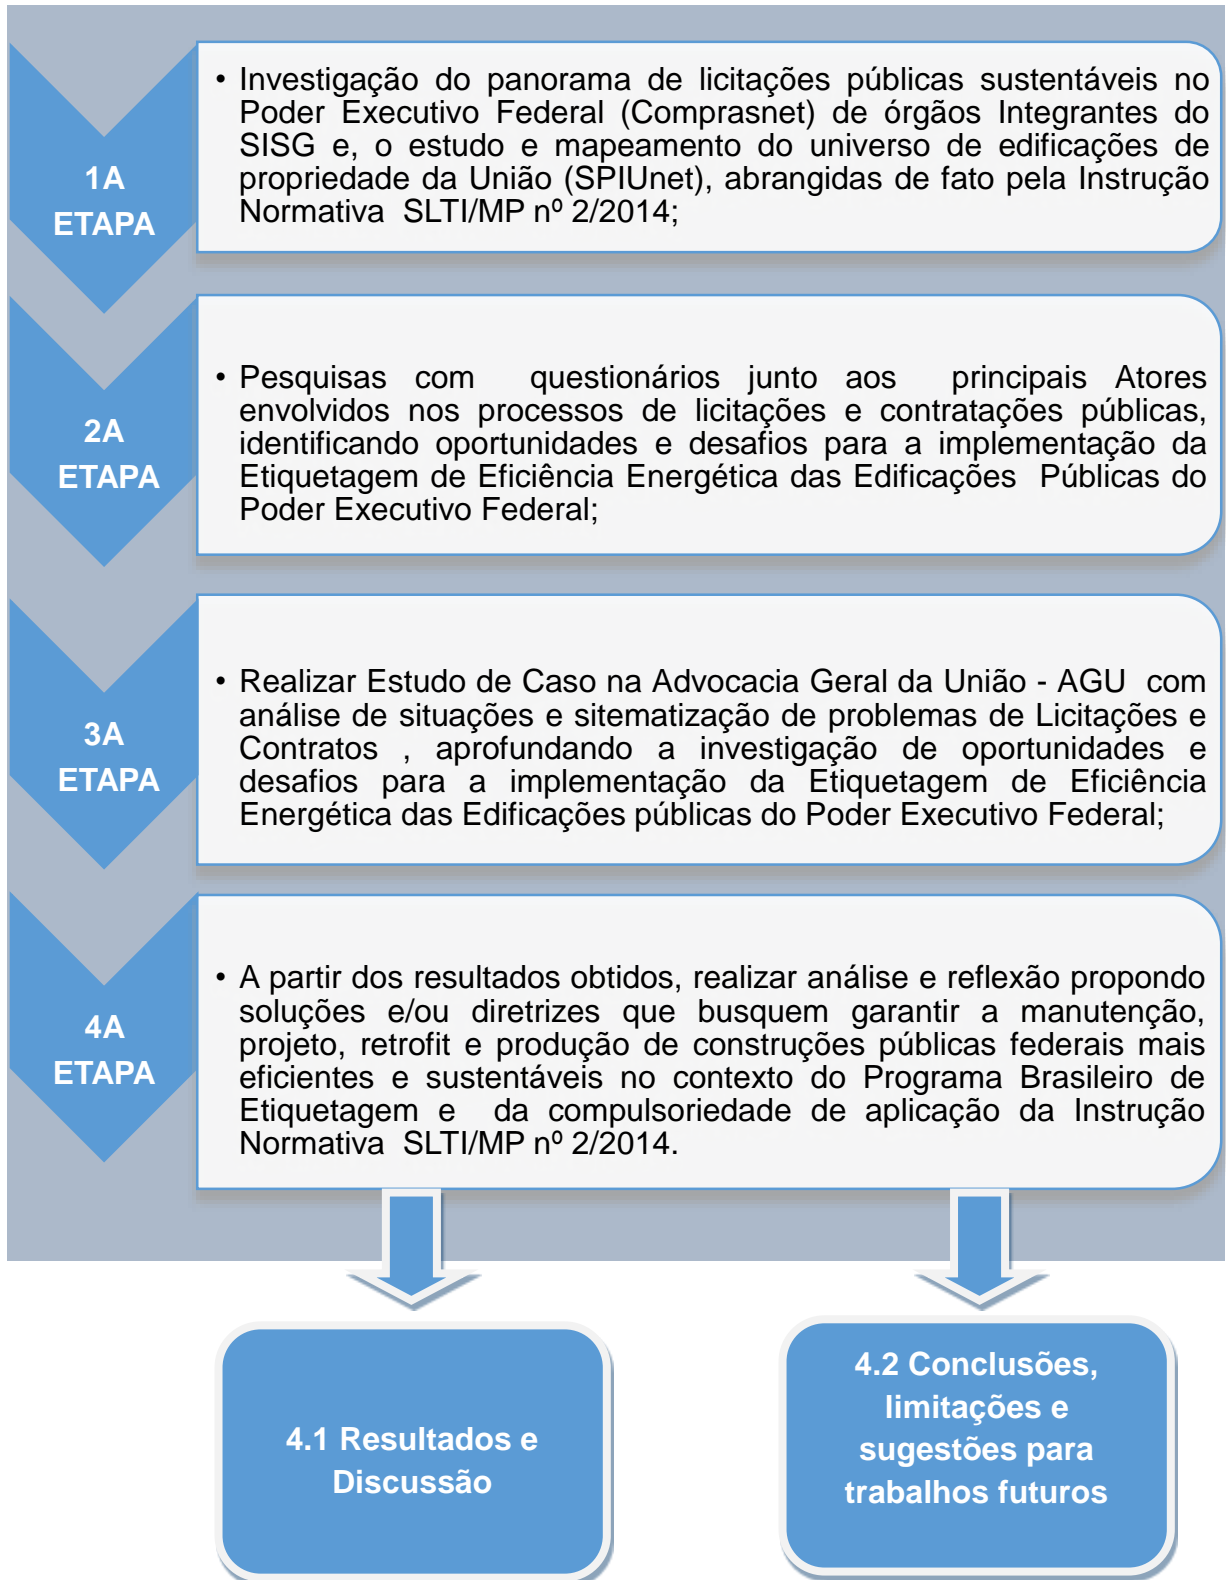 1A
ETAPA
• Investigação do panorama de licitações públicas sustentáveis no
Poder Executivo Federal (Comprasnet) de órgãos Integrantes do
SISG e, o estudo e mapeamento do universo de edificações de
propriedade da União (SPIUnet), abrangidas de fato pela Instrução
Normativa SLTI/MP nº 2/2014;
2A
ETAPA
• Pesquisas com questionários junto aos principais Atores
envolvidos nos processos de licitações e contratações públicas,
identificando oportunidades e desafios para a implementação da
Etiquetagem de Eficiência Energética das Edificações Públicas do
Poder Executivo Federal;
3A
ETAPA
• Realizar Estudo de Caso na Advocacia Geral da União - AGU com
análise de situações e sitematização de problemas de Licitações e
Contratos , aprofundando a investigação de oportunidades e
desafios para a implementação da Etiquetagem de Eficiência
Energética das Edificações públicas do Poder Executivo Federal;
4A
ETAPA
• A partir dos resultados obtidos, realizar análise e reflexão propondo
soluções e/ou diretrizes que busquem garantir a manutenção,
projeto, retrofit e produção de construções públicas federais mais
eficientes e sustentáveis no contexto do Programa Brasileiro de
Etiquetagem e da compulsoriedade de aplicação da Instrução
Normativa SLTI/MP nº 2/2014.
4.1 Resultados e
Discussão
4.2 Conclusões,
limitações e
sugestões para
trabalhos futuros